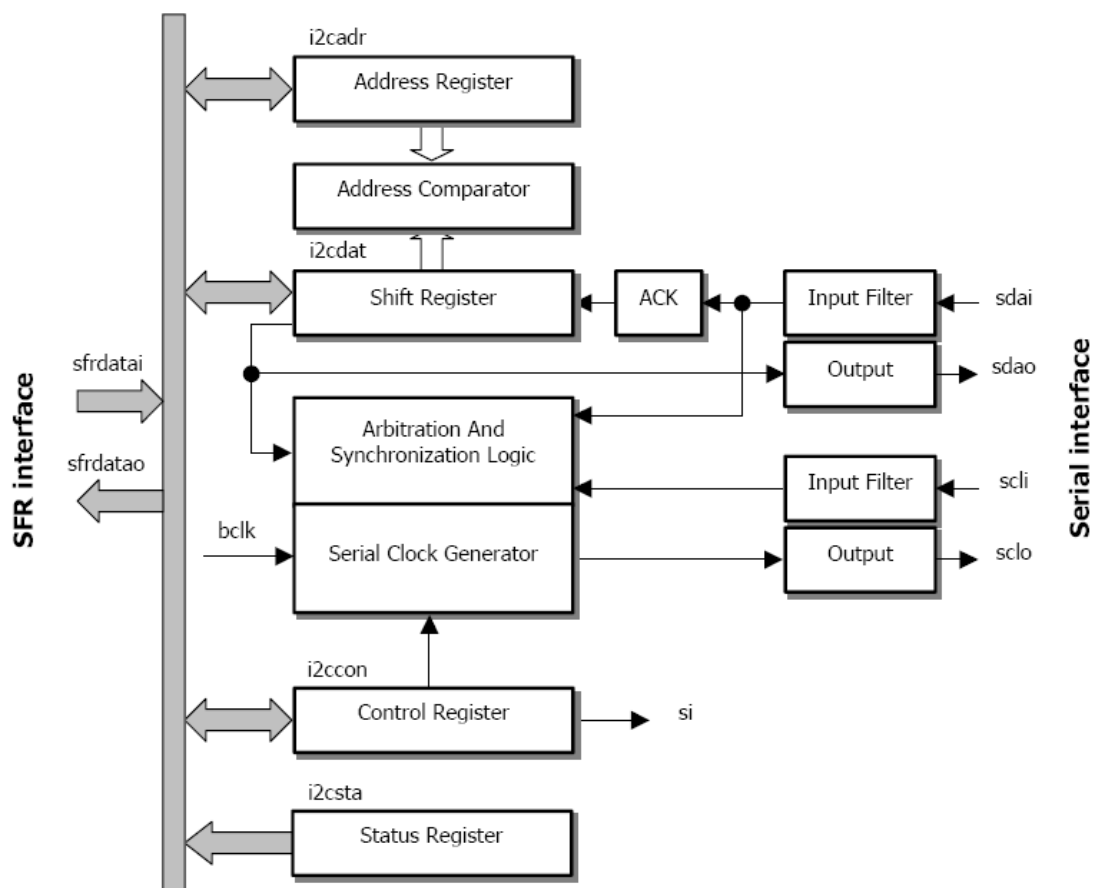 i2cadr
Address Register
Address Comparator
i2cdat
Shift Register
ACK
Input Filter
sdai
Output
sdao
sfrdatai
sfrdatao
SFR interface
Arbitration And
Synchronization Logic
Input Filter
scli
bclk
Serial Clock Generator
Output
sclo
Serial interface
i2ccon
Control Register
si
i2csta
Status Register